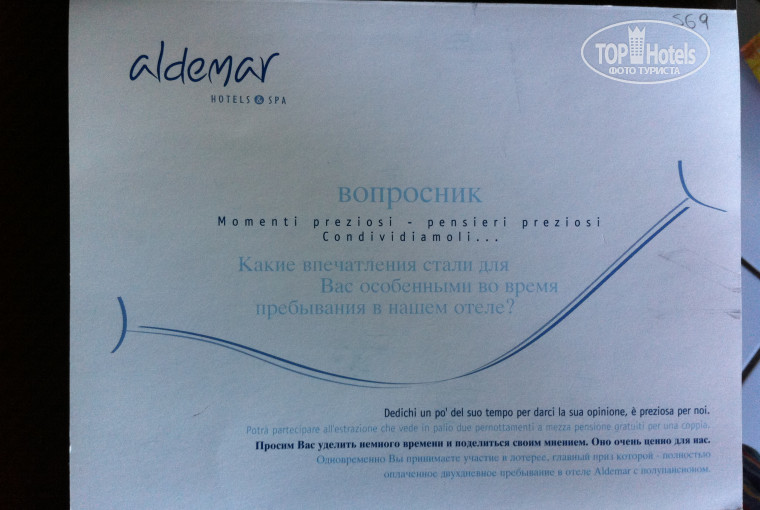 569
TOP Hotels
ФОТО ТУРИСТА
aldemar
HOTELS & SPA
вопросник
Momenti preziosi - pensieri preziosi
Condividiamoli...
Какие впечатления стали для
Вас особенными во время
пребывания в нашем отеле?
Dedichi un po' del suo tempo per darci la sua opinione, è preziosa per noi.
Potrà partecipare all'estrazione che vede in palio due pernottamenti a mezza pensione gratuiti per una coppia.
Просим Вас уделить немного времени и поделиться своим мнением. Оно очень ценно для нас.
Одновременно Вы принимаете участие в лотерее, главный приз которой - полностью
оплаченное двухдневное пребывание в отеле Aldemar с полупансионом.